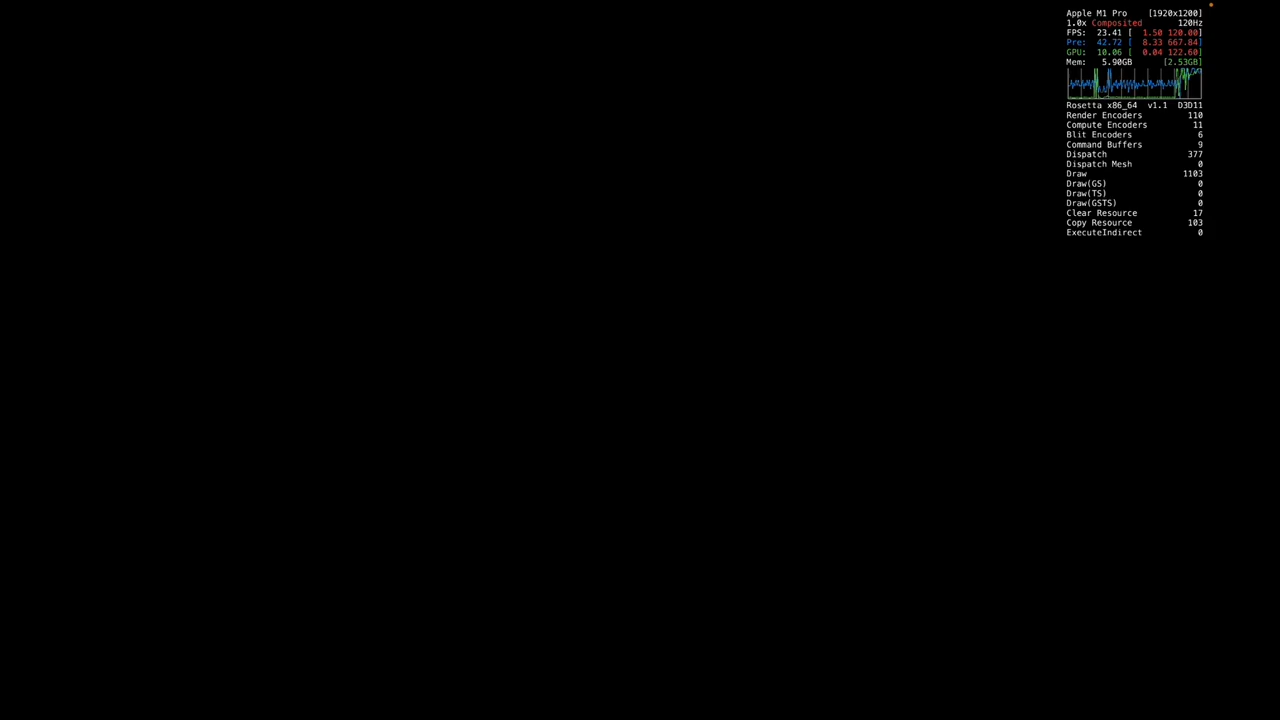 Apple M1 Pro [1920x1200]
1.0x Composited 120Hz
FPS: 23.41 [ 1.50 120.00]
Pre: 42.72 [ 8.33 667.84]
GPU: 10.06 [ 0.04 122.60]
Mem: 5.90GB [2.53GB]
Rosetta x86_64 v1.1 D3D11
Render Encoders 110
Compute Encoders 11
Blit Encoders 6
Command Buffers 9
Dispatch 377
Dispatch Mesh 0
Draw 1103
Draw(GS) 0
Draw(TS) 0
Draw(GSTS) 0
Clear Resource 17
Copy Resource 103
ExecuteIndirect 0